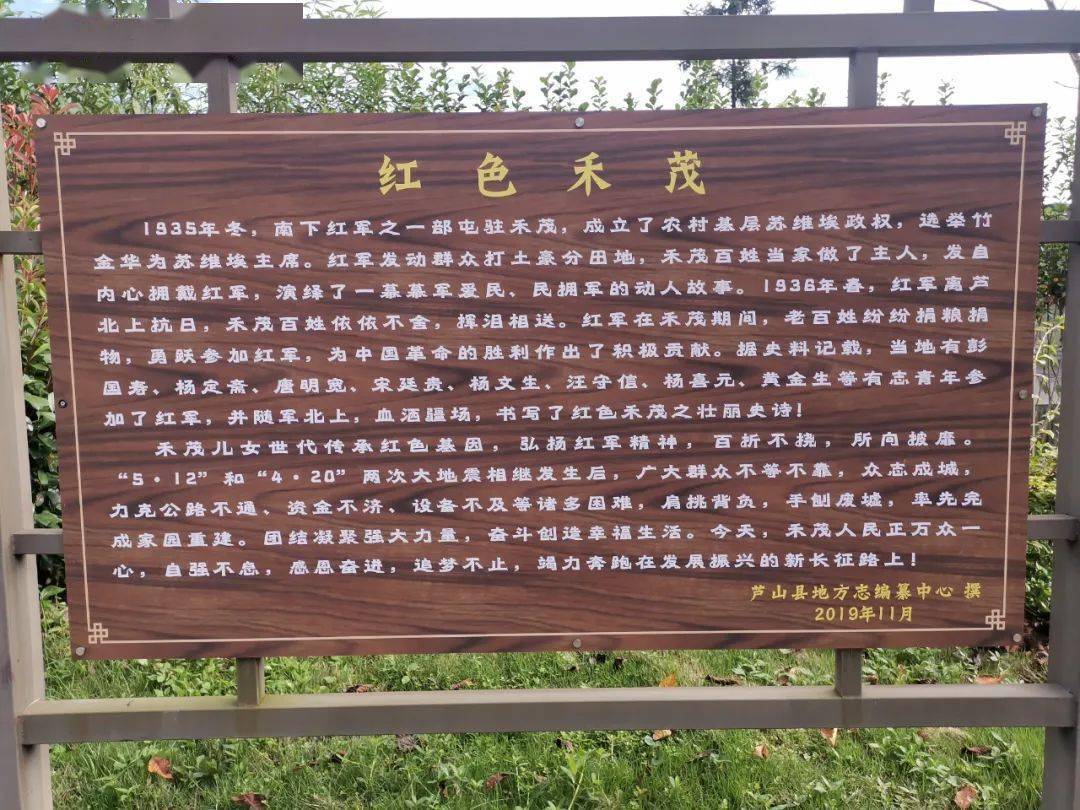 红色禾茂
1935年冬，南下红军之一部屯驻禾茂，成立了农村基层苏维埃政权，选举竹
金华为苏维埃主席。红军发动群众打土豪分田地，禾茂百姓当家做了主人，发自
内心拥戴红军，演绎了一幕幕军爱民、民拥军的动人故事。1936年春，红军离芦
北上抗日，禾茂百姓依依不舍，挥泪相送。红军在禾茂期间，老百姓纷纷捐粮捐
物，勇跃参加红军，为中国革命的胜利作出了积极贡献。据史料记载，当地有彭
国寿、杨定斋、唐明宽、宋廷贵、杨文生、汪守信、杨喜元、黄金生等有志青年参
加了红军，并随军北上，血洒疆场，书写了红色禾茂之壮丽史诗！
禾茂儿女世代传承红色基因，弘扬红军精神，百折不挠，所向披靡。
“5·12”和“4·20”两次大地震相继发生后，广大群众不等不靠，众志成城，
力克公路不通、资金不济、设备不及等诸多困难，肩挑背负，手刨废墟，率先完
成家园重建。团结凝聚强大力量，奋斗创造幸福生活。今天，禾茂人民正万众一
心，自强不息，感恩奋进，追梦不止，竭力奔跑在发展振兴的新长征路上！
芦山县地方志编纂中心 撰
2019年11月